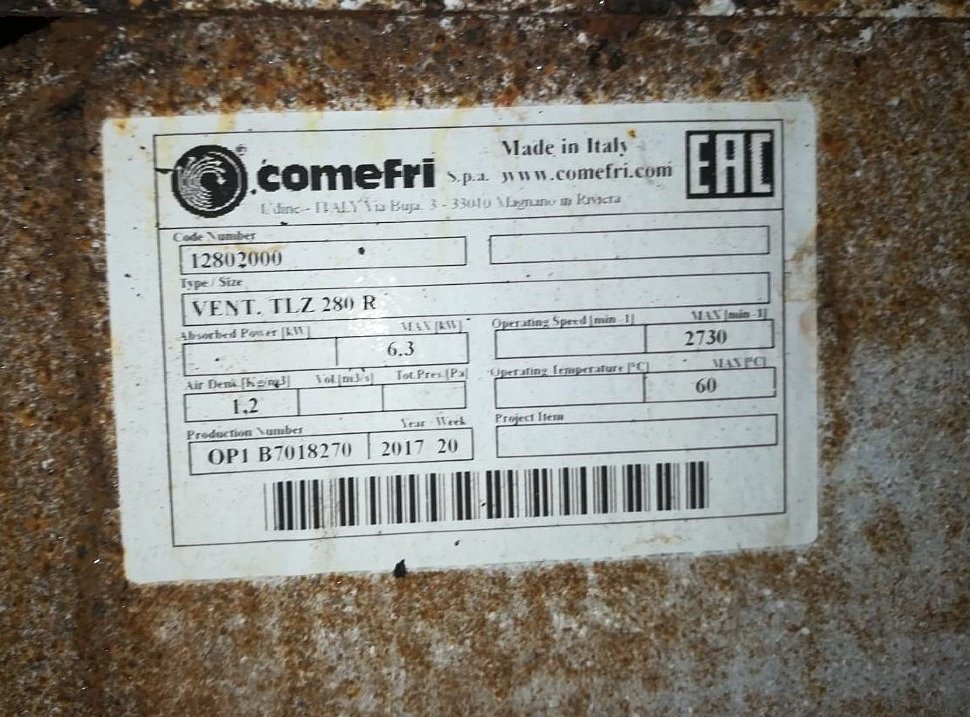 comefri S.p.a.
Made in Italy
www.comefri.com
EAC
Udine - ITALY Via Buja, 3 - 33010 Magnano in Riviera
Code Number
12802000
Type / Size
VENT. TLZ 280 R
Absorbed Power [kW] MAX [kW]
6.3
Operating Speed [min -1] MAX [min -1]
2730
Air Dens. [Kg/m3] Vol. [m3/s] Tot.Pres. [Pa]
1.2
Operating Temperature [°C] MAX [°C]
60
Production Number Year Week
OP1 B7018270 2017 20
Project Item